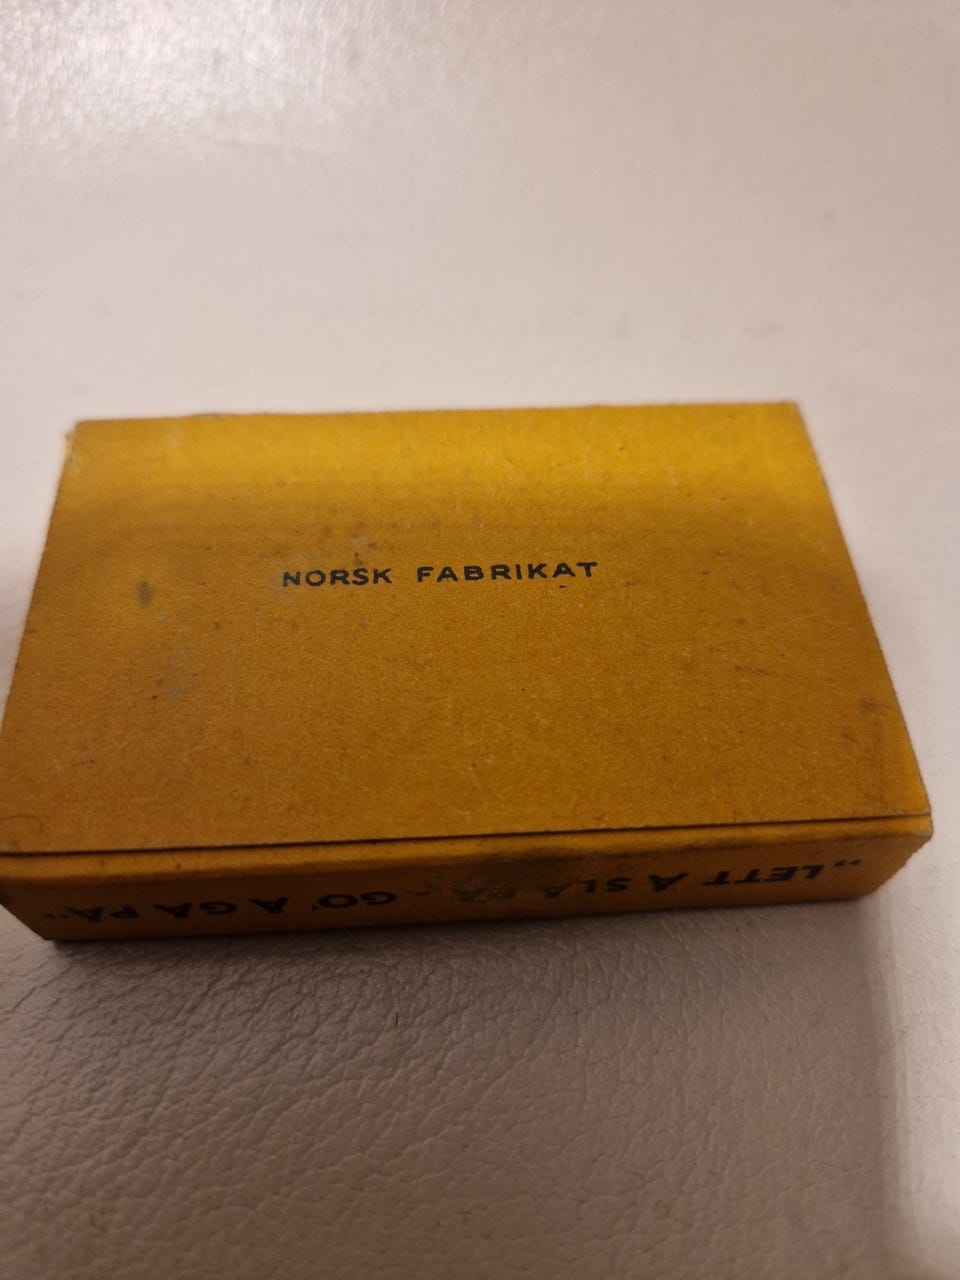 NORSK FABRIKAT
„LETT Å SLÅ PÅ - GO' Å GÅ PÅ"